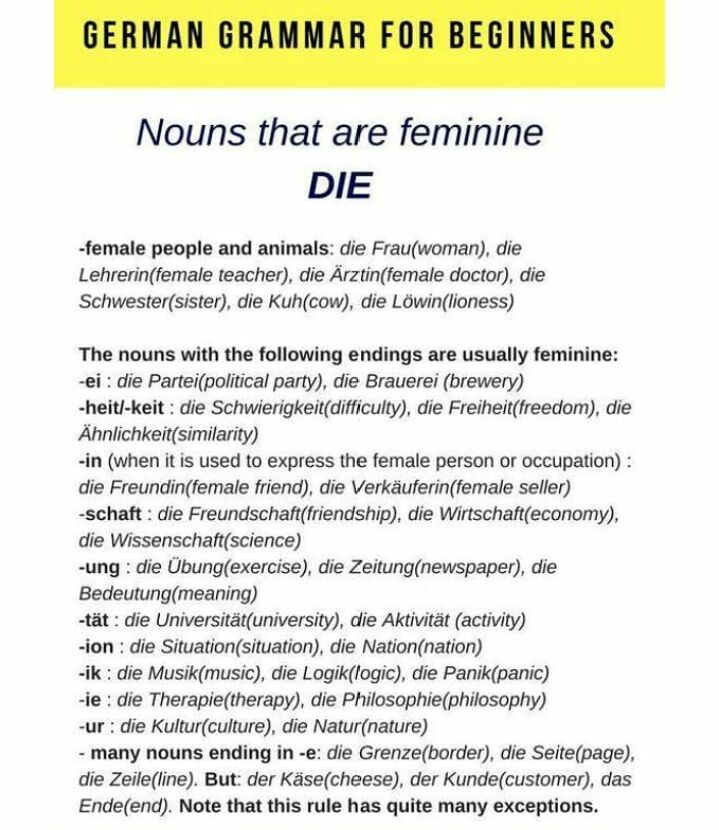 GERMAN GRAMMAR FOR BEGINNERS
Nouns that are feminine
DIE
-female people and animals: die Frau(woman), die
Lehrerin(female teacher), die Ärztin(female doctor), die
Schwester(sister), die Kuh(cow), die Löwin(lioness)
The nouns with the following endings are usually feminine:
-ei : die Partei(political party), die Brauerei (brewery)
-heit/-keit : die Schwierigkeit(difficulty), die Freiheit(freedom), die
Ähnlichkeit(similarity)
-in (when it is used to express the female person or occupation) :
die Freundin(female friend), die Verkäuferin(female seller)
-schaft : die Freundschaft(friendship), die Wirtschaft(economy),
die Wissenschaft(science)
-ung : die Übung(exercise), die Zeitung(newspaper), die
Bedeutung(meaning)
-tät : die Universität(university), die Aktivität (activity)
-ion : die Situation(situation), die Nation(nation)
-ik : die Musik(music), die Logik(logic), die Panik(panic)
-ie : die Therapie(therapy), die Philosophie(philosophy)
-ur : die Kultur(culture), die Natur(nature)
- many nouns ending in -e: die Grenze(border), die Seite(page),
die Zeile(line). But: der Käse(cheese), der Kunde(customer), das
Ende(end). Note that this rule has quite many exceptions.